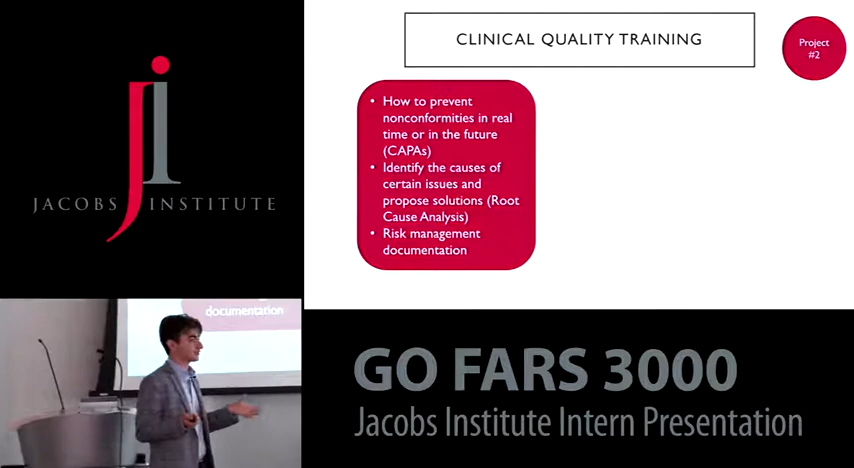 CLINICAL QUALITY TRAINING
Project
#2
• How to prevent
nonconformities in real
time or in the future
(CAPAs)
• Identify the causes of
certain issues and
propose solutions (Root
Cause Analysis)
• Risk management
documentation
ji
JACOBS INSTITUTE
documentation
GO FARS 3000
Jacobs Institute Intern Presentation